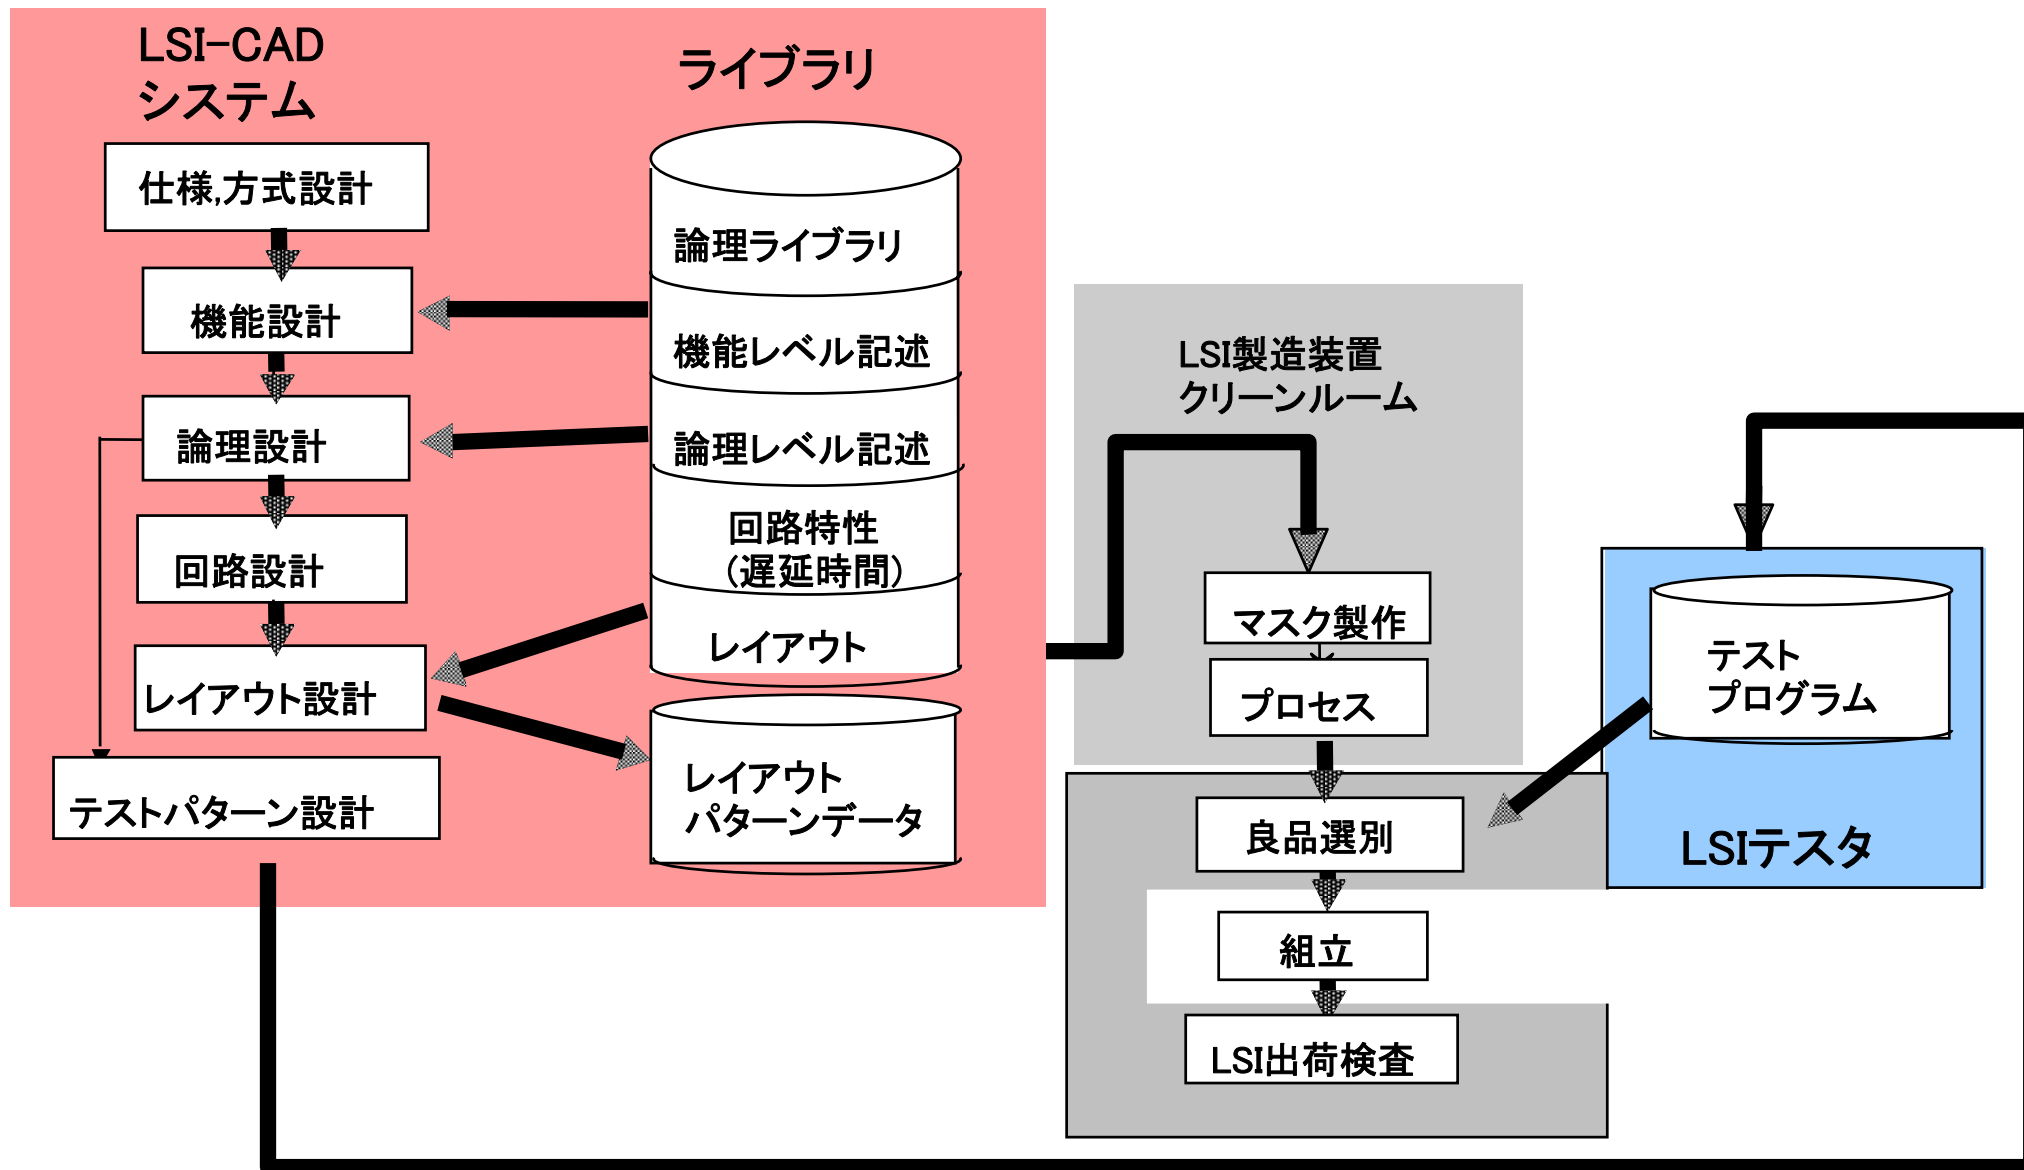 LSI-CAD
システム
仕様,方式設計
機能設計
論理設計
回路設計
レイアウト設計
テストパターン設計
ライブラリ
論理ライブラリ
機能レベル記述
論理レベル記述
回路特性
(遅延時間)
レイアウト
レイアウト
パターンデータ
LSI製造装置
クリーンルーム
マスク製作
プロセス
良品選別
組立
LSI出荷検査
テスト
プログラム
LSIテスタ